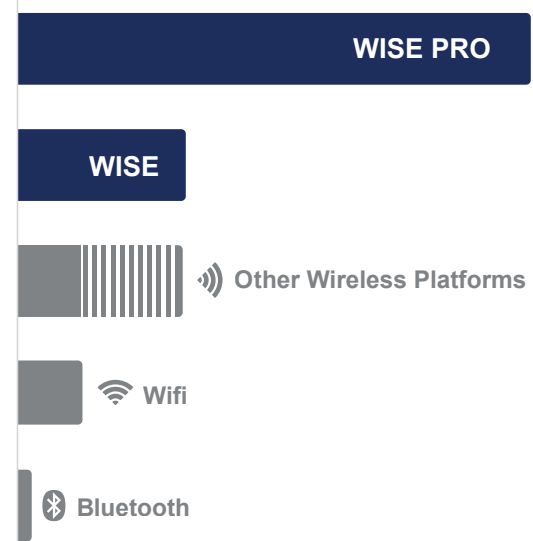 WISE PRO
WISE
Other Wireless Platforms
Wifi
Bluetooth